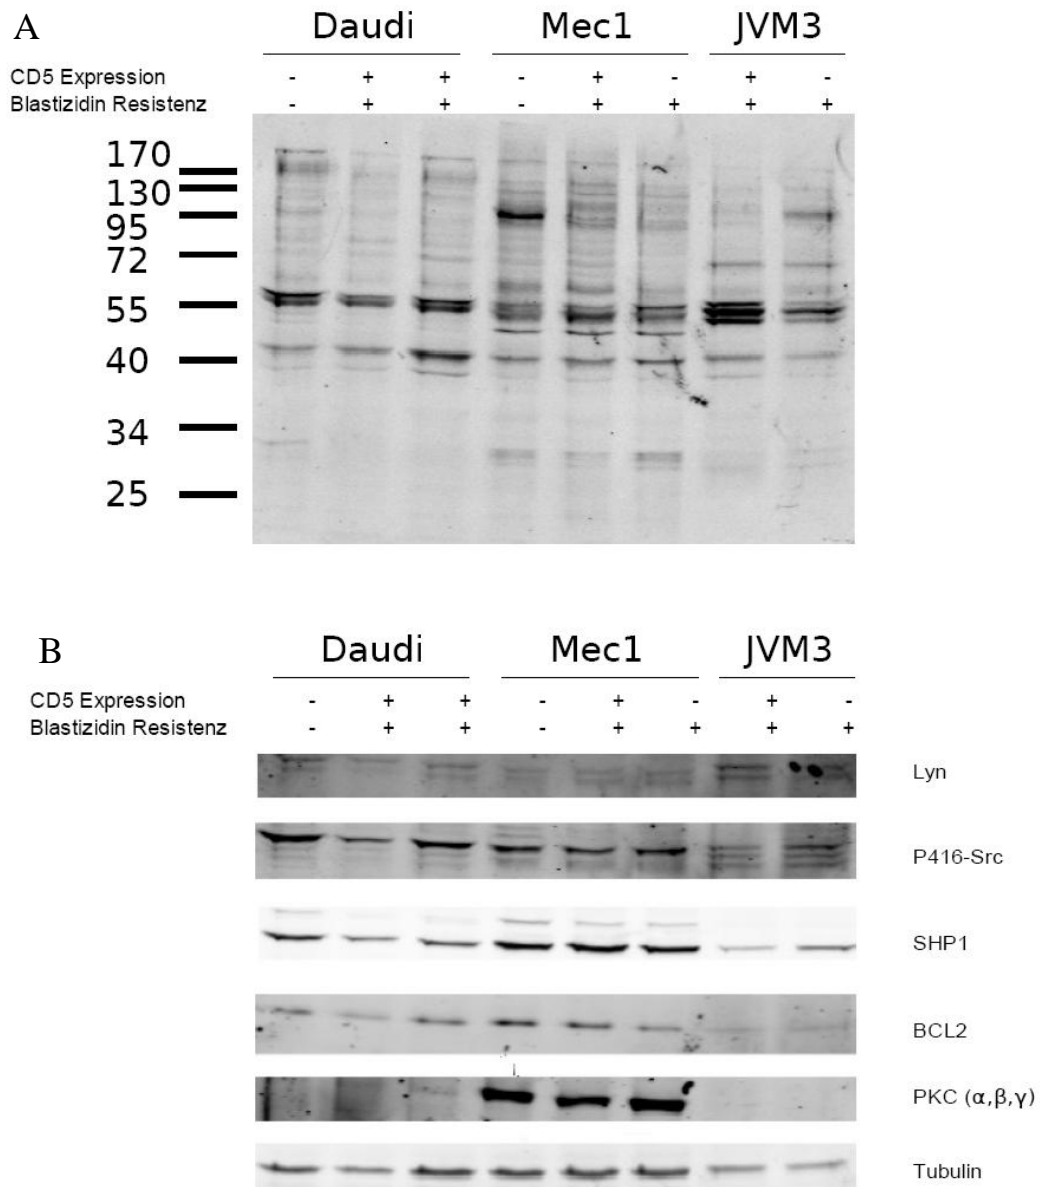 A
Daudi Mec1 JVM3
CD5 Expression - + + - + - + -
Blastizidin Resistenz - + + - + + + +
170
130
95
72
55
40
34
25
B
Daudi Mec1 JVM3
CD5 Expression - + + - + - + -
Blastizidin Resistenz - + + - + + + +
Lyn
P416-Src
SHP1
BCL2
PKC (α,β,γ)
Tubulin